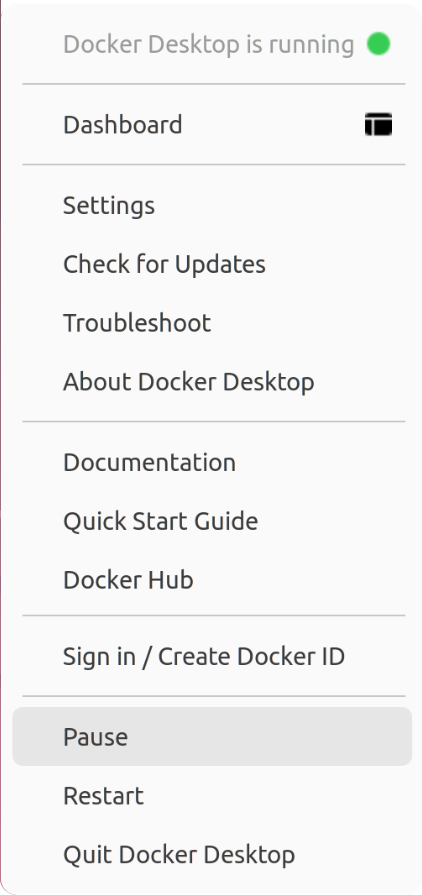 Docker Desktop is running
Dashboard
Settings
Check for Updates
Troubleshoot
About Docker Desktop
Documentation
Quick Start Guide
Docker Hub
Sign in / Create Docker ID
Pause
Restart
Quit Docker Desktop